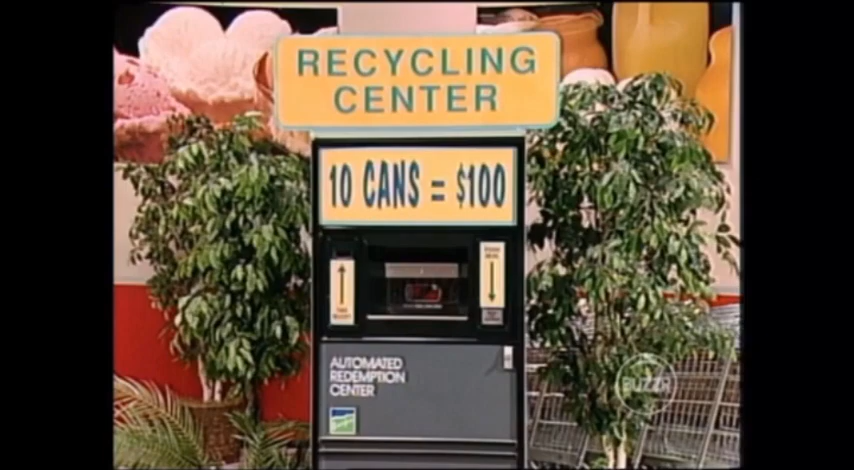 RECYCLING
CENTER
10 CANS = $100
AUTOMATED
REDEMPTION
CENTER
BUZZR